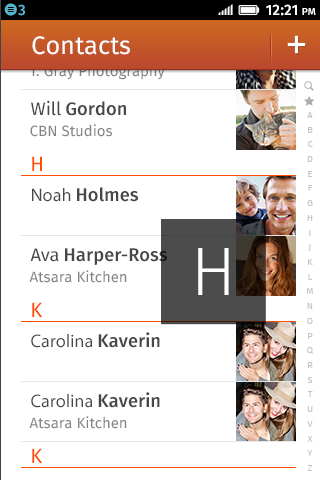 3 12:21 PM
Contacts +
T. Gray Photography
Will Gordon
CBN Studios
H
Noah Holmes
Ava Harper-Ross
Atsara Kitchen
H
K
Carolina Kaverin
Carolina Kaverin
Atsara Kitchen
K
A
B
C
D
E
F
G
H
I
J
K
L
M
N
O
P
Q
R
S
T
U
V
X
Y
Z